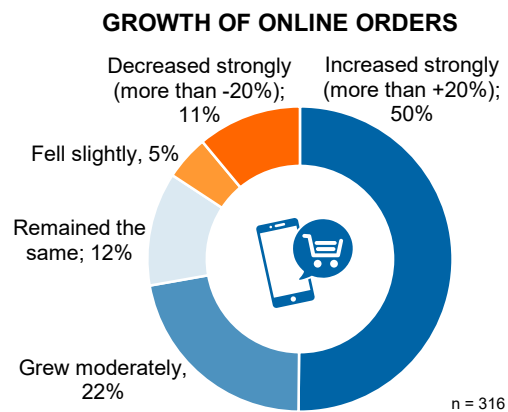 GROWTH OF ONLINE ORDERS
Decreased strongly
(more than -20%);
11%
Increased strongly
(more than +20%);
50%
Fell slightly, 5%
Remained the
same; 12%
Grew moderately,
22%
n = 316